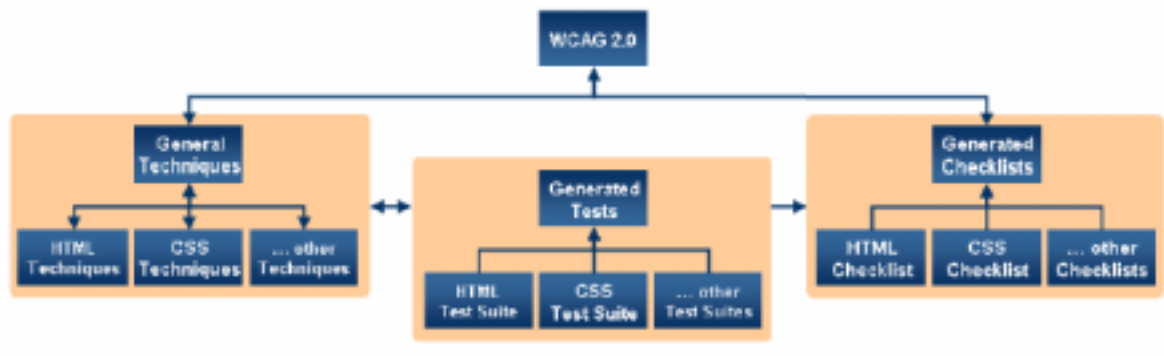 WCAG 2.0
General
Techniques
HTML
Techniques
CSS
Techniques
... other
Techniques
Generated
Tests
HTML
Test Suite
CSS
Test Suite
... other
Test Suites
Generated
Checklists
HTML
Checklist
CSS
Checklist
... other
Checklists